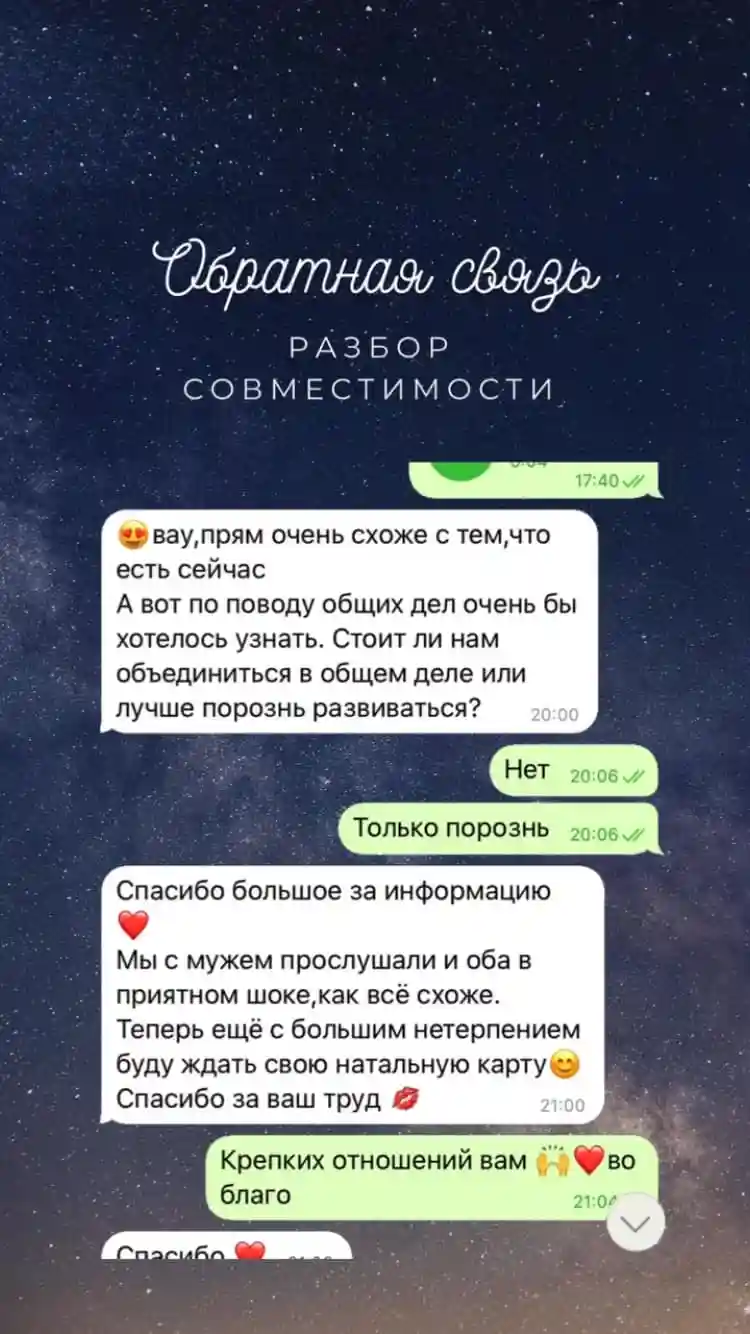 Обратная связь
РАЗБОР
СОВМЕСТИМОСТИ
17:40
😍вау,прям очень схоже с тем,что
есть сейчас
А вот по поводу общих дел очень бы
хотелось узнать. Стоит ли нам
объединиться в общем деле или
лучше порознь развиваться? 20:00
Нет 20:06
Только порознь 20:06
Спасибо большое за информацию
❤️
Мы с мужем прослушали и оба в
приятном шоке,как всё схоже.
Теперь ещё с большим нетерпением
буду ждать свою натальную карту😊
Спасибо за ваш труд 💋 21:00
Крепких отношений вам 🙌❤️во
благо 21:04
Спасибо ❤️